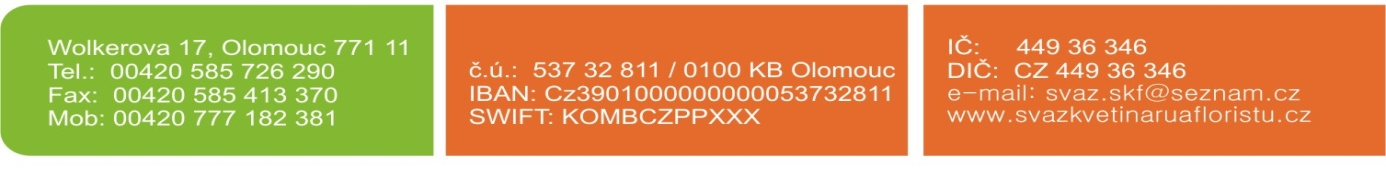 Wolkerova 17, Olomouc 771 11
Tel.: 00420 585 726 290
Fax: 00420 585 413 370
Mob: 00420 777 182 381
č.ú.: 537 32 811 / 0100 KB Olomouc
IBAN: Cz3901000000000053732811
SWIFT: KOMBCZPPXXX
IČ: 449 36 346
DIČ: CZ 449 36 346
e-mail: svaz.skf@seznam.cz
www.svazkvetinaruafloristu.cz